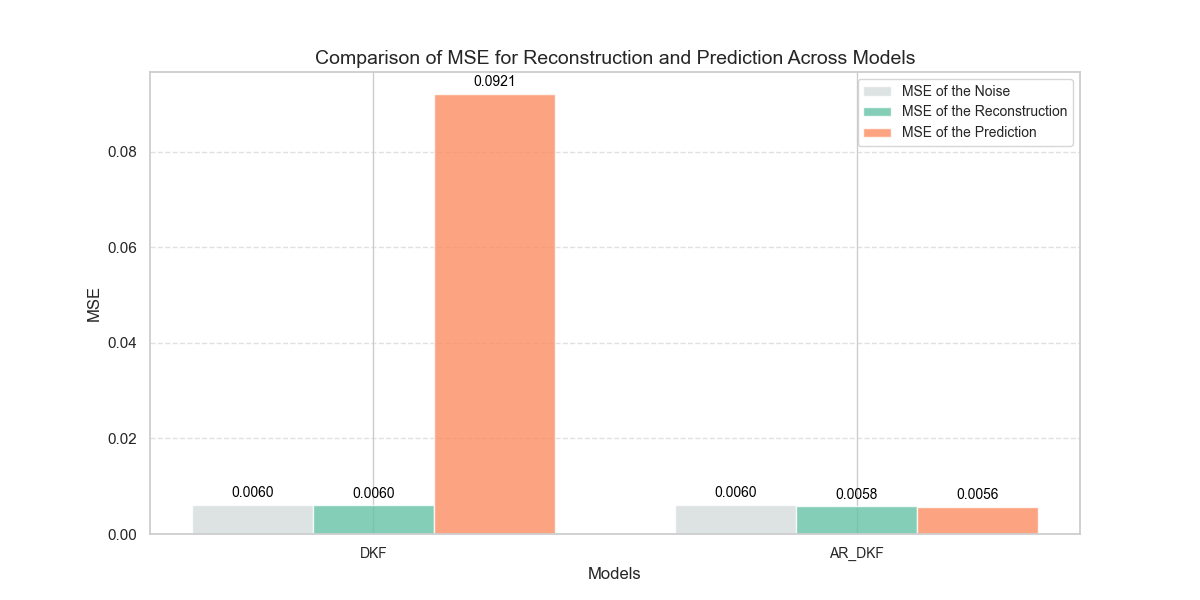 Comparison of MSE for Reconstruction and Prediction Across Models
0.0921
MSE of the Noise
MSE of the Reconstruction
MSE of the Prediction
0.08
0.06
0.04
0.02
0.00
MSE
0.0060
0.0060
0.0060
0.0058
0.0056
DKF
AR_DKF
Models